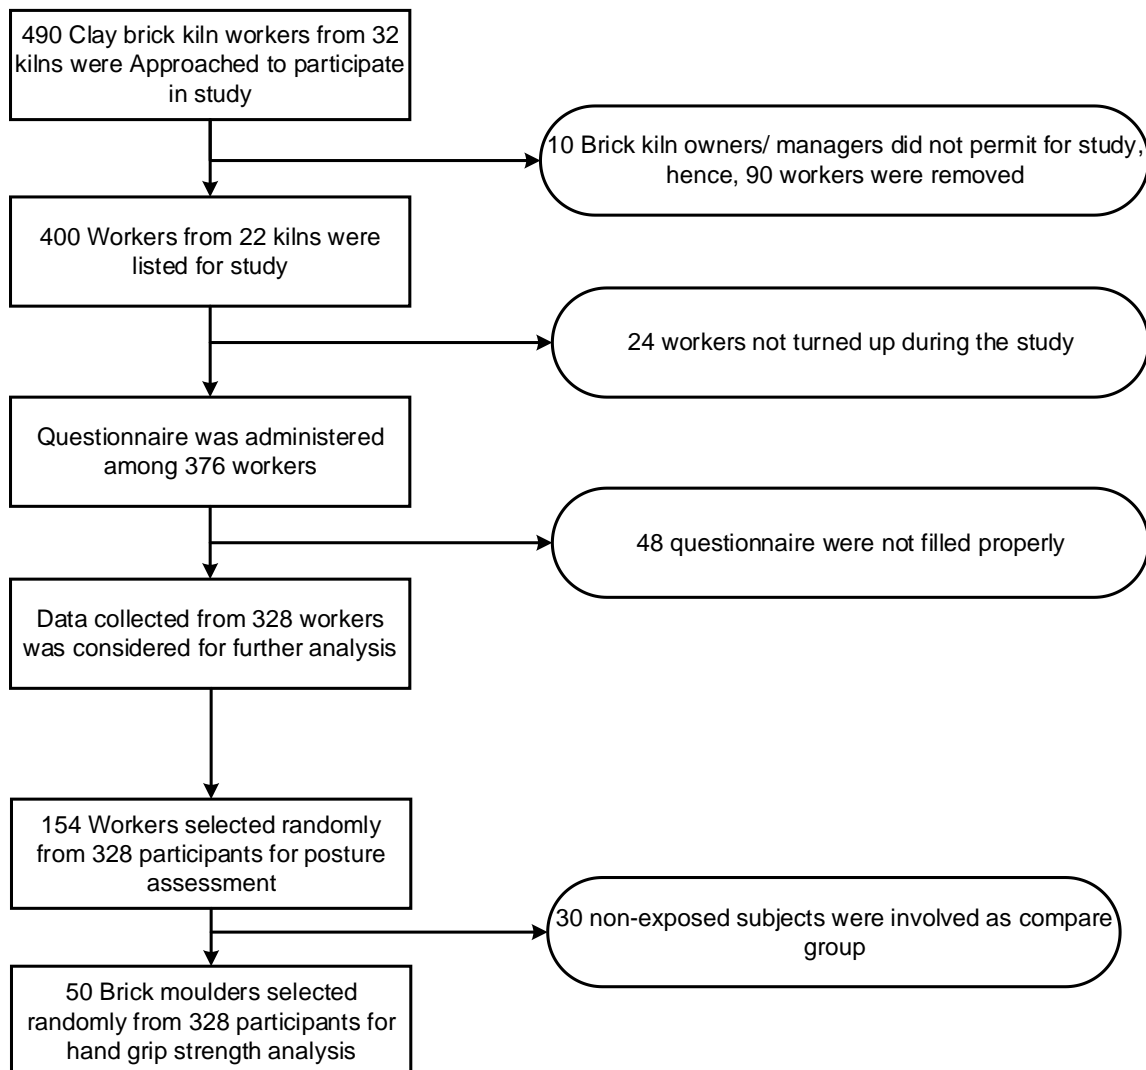 490 Clay brick kiln workers from 32
kilns were Approached to participate
in study
10 Brick kiln owners/ managers did not permit for study,
hence, 90 workers were removed
400 Workers from 22 kilns were
listed for study
24 workers not turned up during the study
Questionnaire was administered
among 376 workers
48 questionnaire were not filled properly
Data collected from 328 workers
was considered for further analysis
154 Workers selected randomly
from 328 participants for posture
assessment
30 non-exposed subjects were involved as compare
group
50 Brick moulders selected
randomly from 328 participants for
hand grip strength analysis